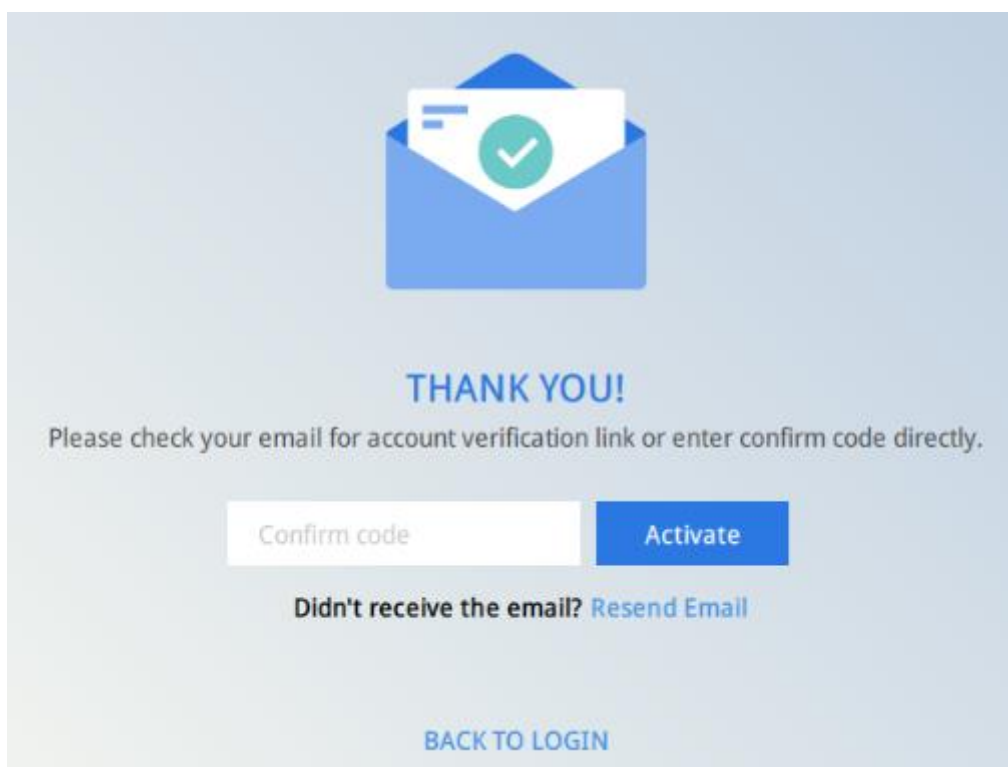 THANK YOU!
Please check your email for account verification link or enter confirm code directly.
Confirm code
Activate
Didn't receive the email? Resend Email
BACK TO LOGIN